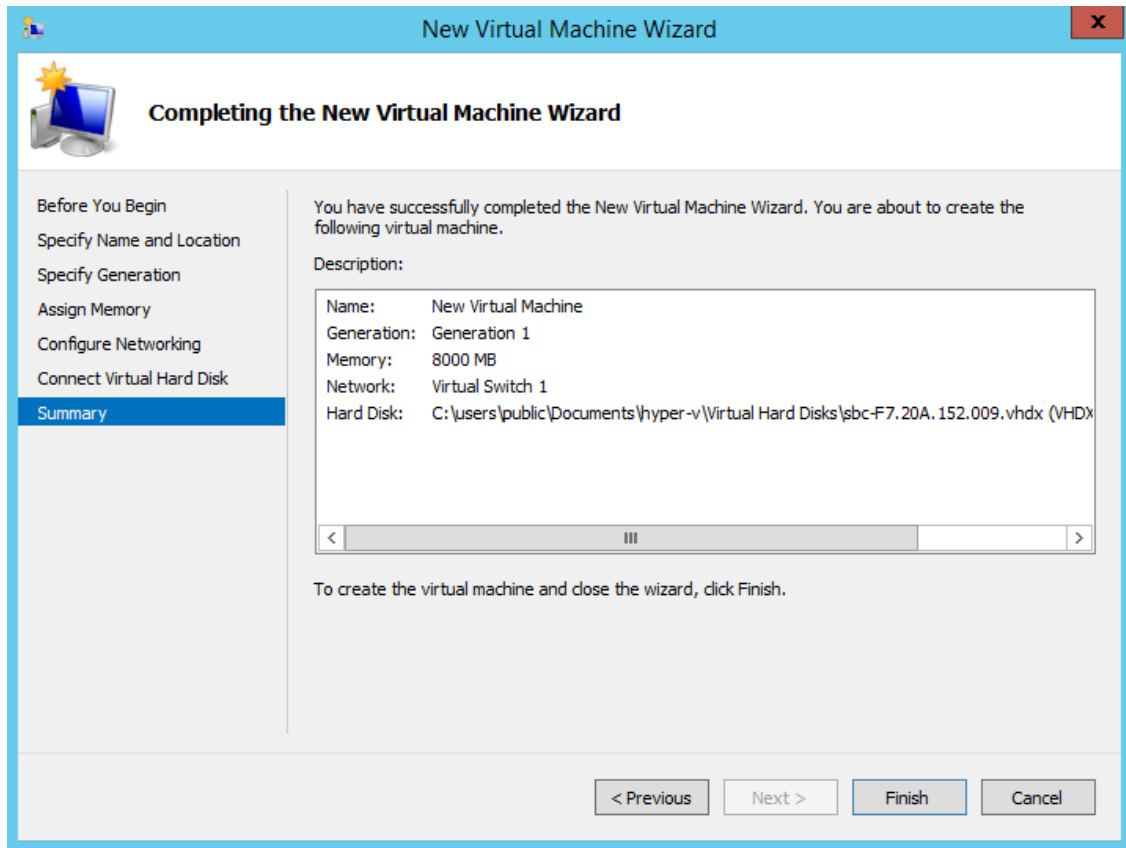 New Virtual Machine Wizard
x
Completing the New Virtual Machine Wizard
Before You Begin
Specify Name and Location
Specify Generation
Assign Memory
Configure Networking
Connect Virtual Hard Disk
Summary
You have successfully completed the New Virtual Machine Wizard. You are about to create the
following virtual machine.
Description:
Name: New Virtual Machine
Generation: Generation 1
Memory: 8000 MB
Network: Virtual Switch 1
Hard Disk: C:\users\public\Documents\hyper-v\Virtual Hard Disks\sbc-F7.20A.152.009.vhdx (VHDX
To create the virtual machine and close the wizard, click Finish.
< Previous
Next >
Finish
Cancel